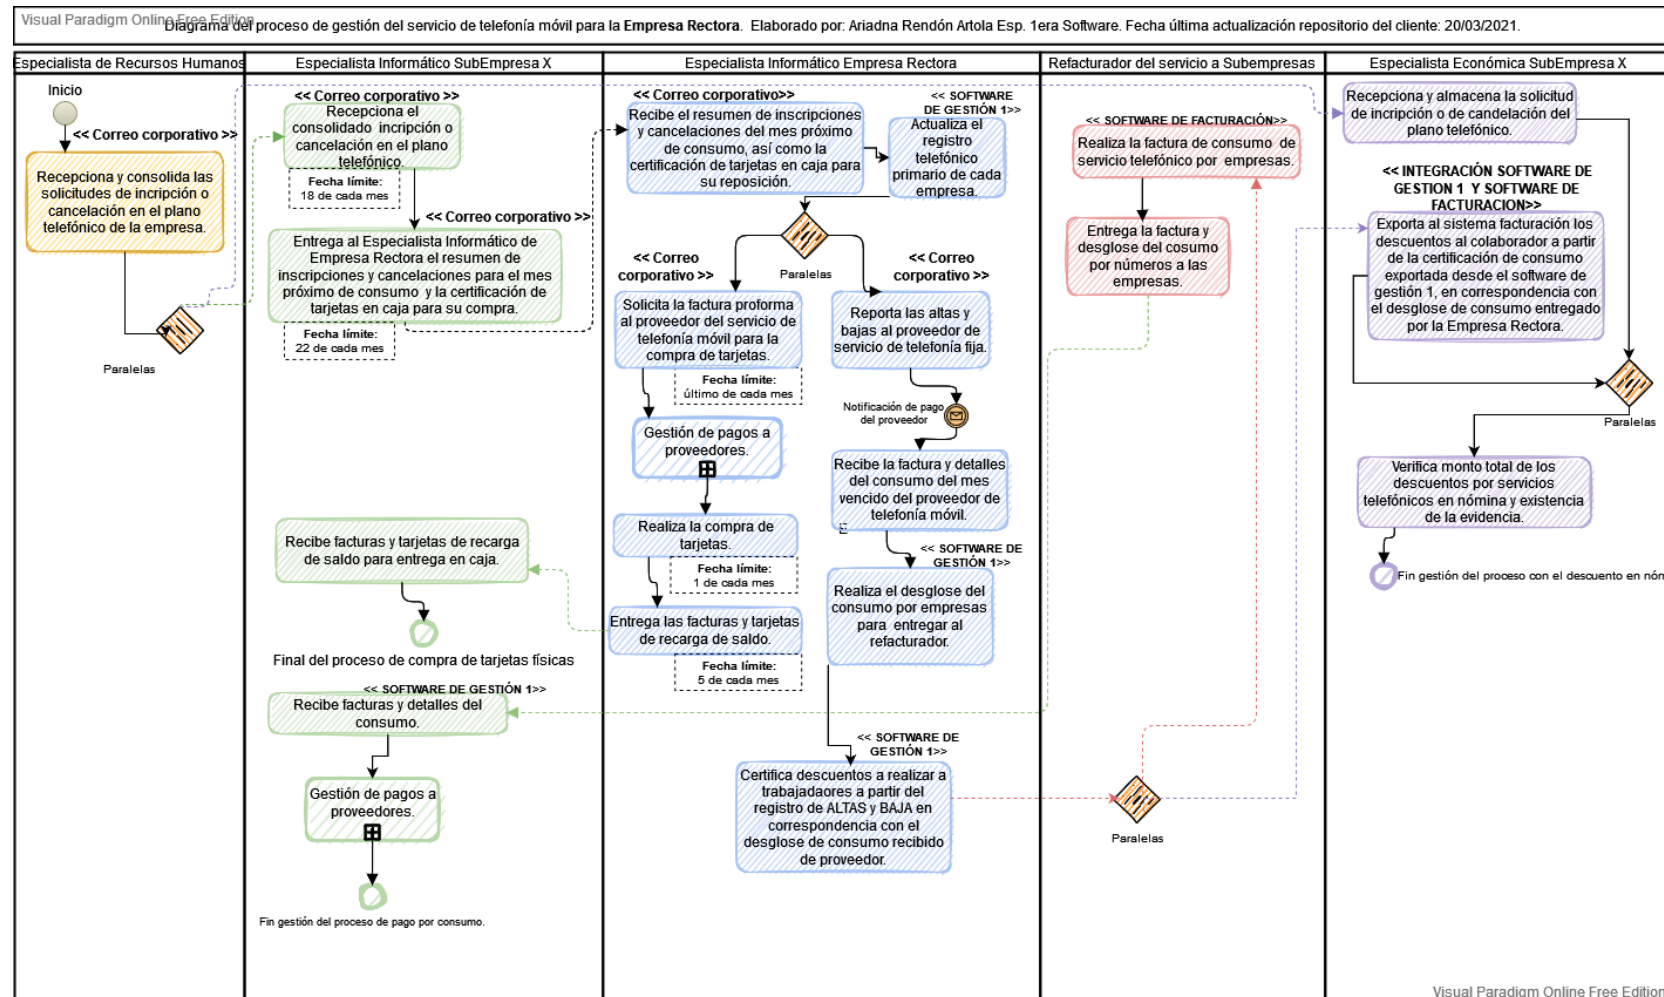 Visual Paradigm Online Free Edition
Diagrama del proceso de gestión del servicio de telefonía móvil para la Empresa Rectora. Elaborado por: Ariadna Rendón Artola Esp. 1era Software. Fecha última actualización repositorio del cliente: 20/03/2021.
Especialista de Recursos Humanos
Inicio
<< Correo corporativo >>
Recepciona y consolida las
solicitudes de incripión o
cancelación en el plano
telefónico de la empresa.
Paralelas
Especialista Informático SubEmpresa X
<< Correo corporativo >>
Recepciona el
consolidado incripción o
cancelación en el plano
telefónico.
Fecha límite:
18 de cada mes
<< Correo corporativo >>
Entrega al Especialista Informático de
Empresa Rectora el resumen de
inscripciones y cancelaciones para el mes
próximo de consumo y la certificación de
tarjetas en caja para su compra.
Fecha límite:
22 de cada mes
Recibe facturas y tarjetas de recarga
de saldo para entrega en caja.
Final del proceso de compra de tarjetas físicas
<< SOFTWARE DE GESTIÓN 1>>
Recibe facturas y detalles del
consumo.
Gestión de pagos a
proveedores.
Fin gestión del proceso de pago por consumo.
Especialista Informático Empresa Rectora
<< Correo corporativo>>
Recibe el resumen de inscripciones
y cancelaciones del mes próximo
de consumo, así como la
certificación de tarjetas en caja para
su reposición.
<< SOFTWARE
DE GESTIÓN 1>>
Actualiza el
registro
telefónico
primario de cada
empresa.
Paralelas
<< Correo
corporativo >>
Solicita la factura proforma
al proveedor del servicio de
telefonía móvil para la
compra de tarjetas.
Fecha límite:
último de cada mes
Gestión de pagos a
proveedores.
Realiza la compra de
tarjetas.
Fecha límite:
1 de cada mes
Entrega las facturas y tarjetas
de recarga de saldo.
Fecha límite:
5 de cada mes
<< Correo
corporativo >>
Reporta las altas y
bajas al proveedor de
servicio de telefonía fija.
Notificación de pago
del proveedor
Recibe la factura y detalles
del consumo del mes
vencido del proveedor de
telefonía móvil.
E
<< SOFTWARE DE
GESTIÓN 1>>
Realiza el desglose del
consumo por empresas
para entregar al
refacturador.
<< SOFTWARE DE
GESTIÓN 1>>
Certifica descuentos a realizar a
trabajadaores a partir del
registro de ALTAS y BAJA en
correspondencia con el
desglose de consumo recibido
de proveedor.
Refacturador del servicio a Subempresas
<< SOFTWARE DE FACTURACIÓN>>
Realiza la factura de consumo de
servicio telefónico por empresas.
Entrega la factura y
desglose del cosumo
por números a las
empresas.
Paralelas
Especialista Económica SubEmpresa X
Recepciona y almacena la solicitud
de incripción o de candelación del
plano telefónico.
<< INTEGRACIÓN SOFTWARE DE
GESTION 1 Y SOFTWARE DE
FACTURACION>>
Exporta al sistema facturación los
descuentos al colaborador a partir
de la certificación de consumo
exportada desde el software de
gestión 1, en correspondencia con
el desglose de consumo entregado
por la Empresa Rectora.
Paralelas
Verifica monto total de los
descuentos por servicios
telefónicos en nómina y existencia
de la evidencia.
Fin gestión del proceso con el descuento en nón
Visual Paradigm Online Free Edition